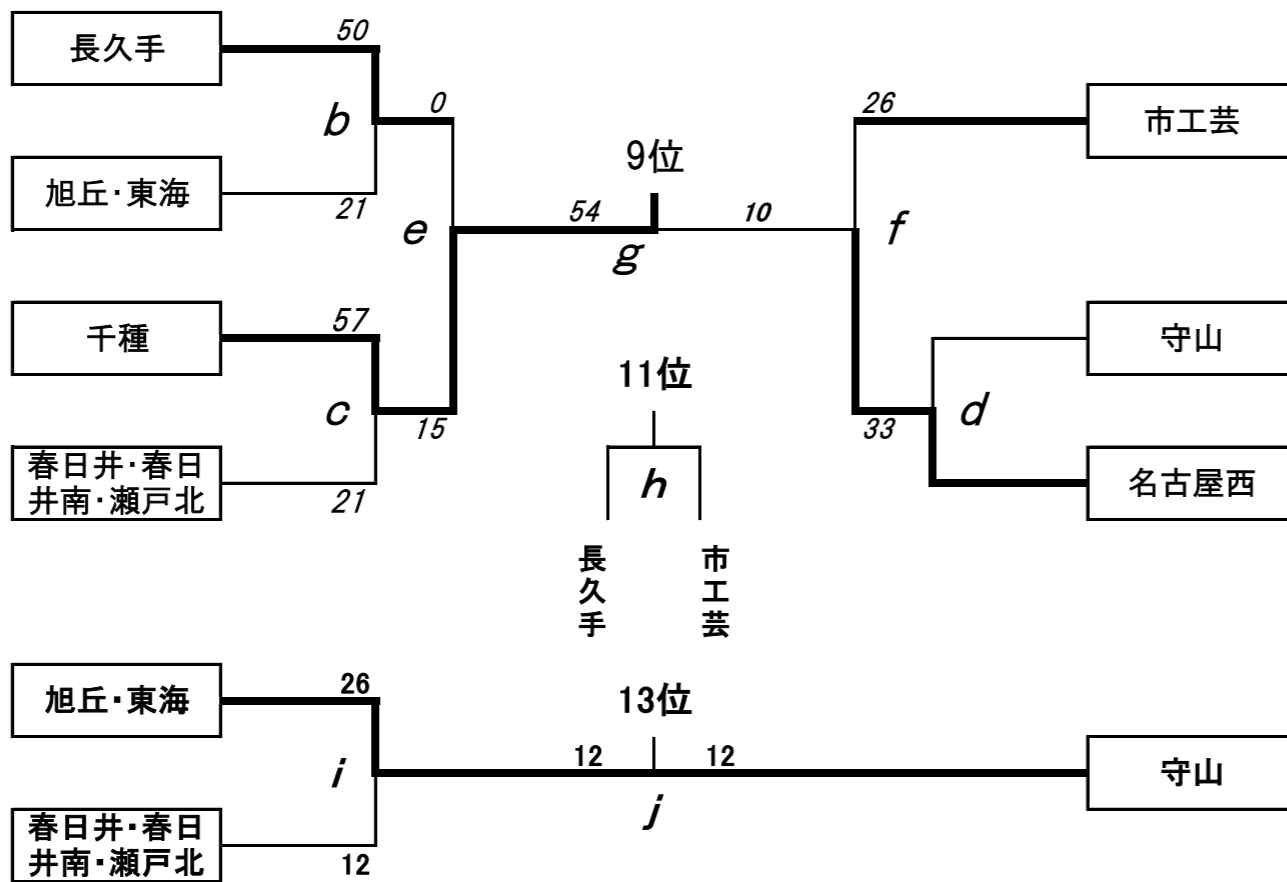 長久手
50
b
0
26
市工芸
旭丘・東海
21
9位
e
54
10
f
g
千種
57
守山
11位
c
15
33
d
春日井・春日
井南・瀬戸北
21
h
名古屋西
長久手
市工芸
旭丘・東海
26
13位
i
12
12
守山
j
春日井・春日
井南・瀬戸北
12